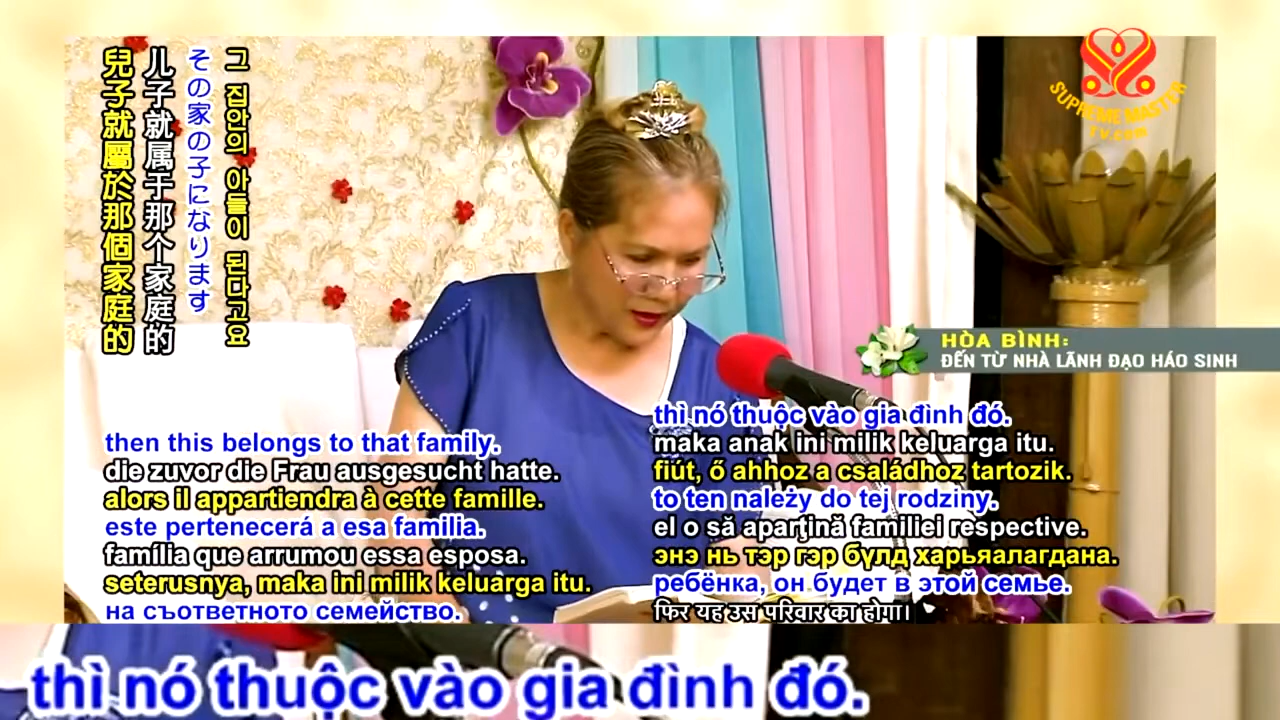 兒子就屬於那個家庭的
儿子就属于那个家庭的
その家の子になります
그 집안의 아들이 된다고요
SUPREME MASTER
TV.com
HÒA BÌNH:
ĐẾN TỪ NHÀ LÃNH ĐẠO HÁO SINH
then this belongs to that family.
die zuvor die Frau ausgesucht hatte.
alors il appartiendra à cette famille.
este pertenecerá a esa familia.
família que arrumou essa esposa.
seterusnya, maka ini milik keluarga itu.
на съответното семейство.
thì nó thuộc vào gia đình đó.
maka anak ini milik keluarga itu.
fiút, ő ahhoz a családhoz tartozik.
to ten należy do tej rodziny.
el o să aparţină familiei respective.
энэ нь тэр гэр бүлд харьяалагдана.
ребёнка, он будет в этой семье.
फिर यह उस परिवार का होगा।
thì nó thuộc vào gia đình đó.